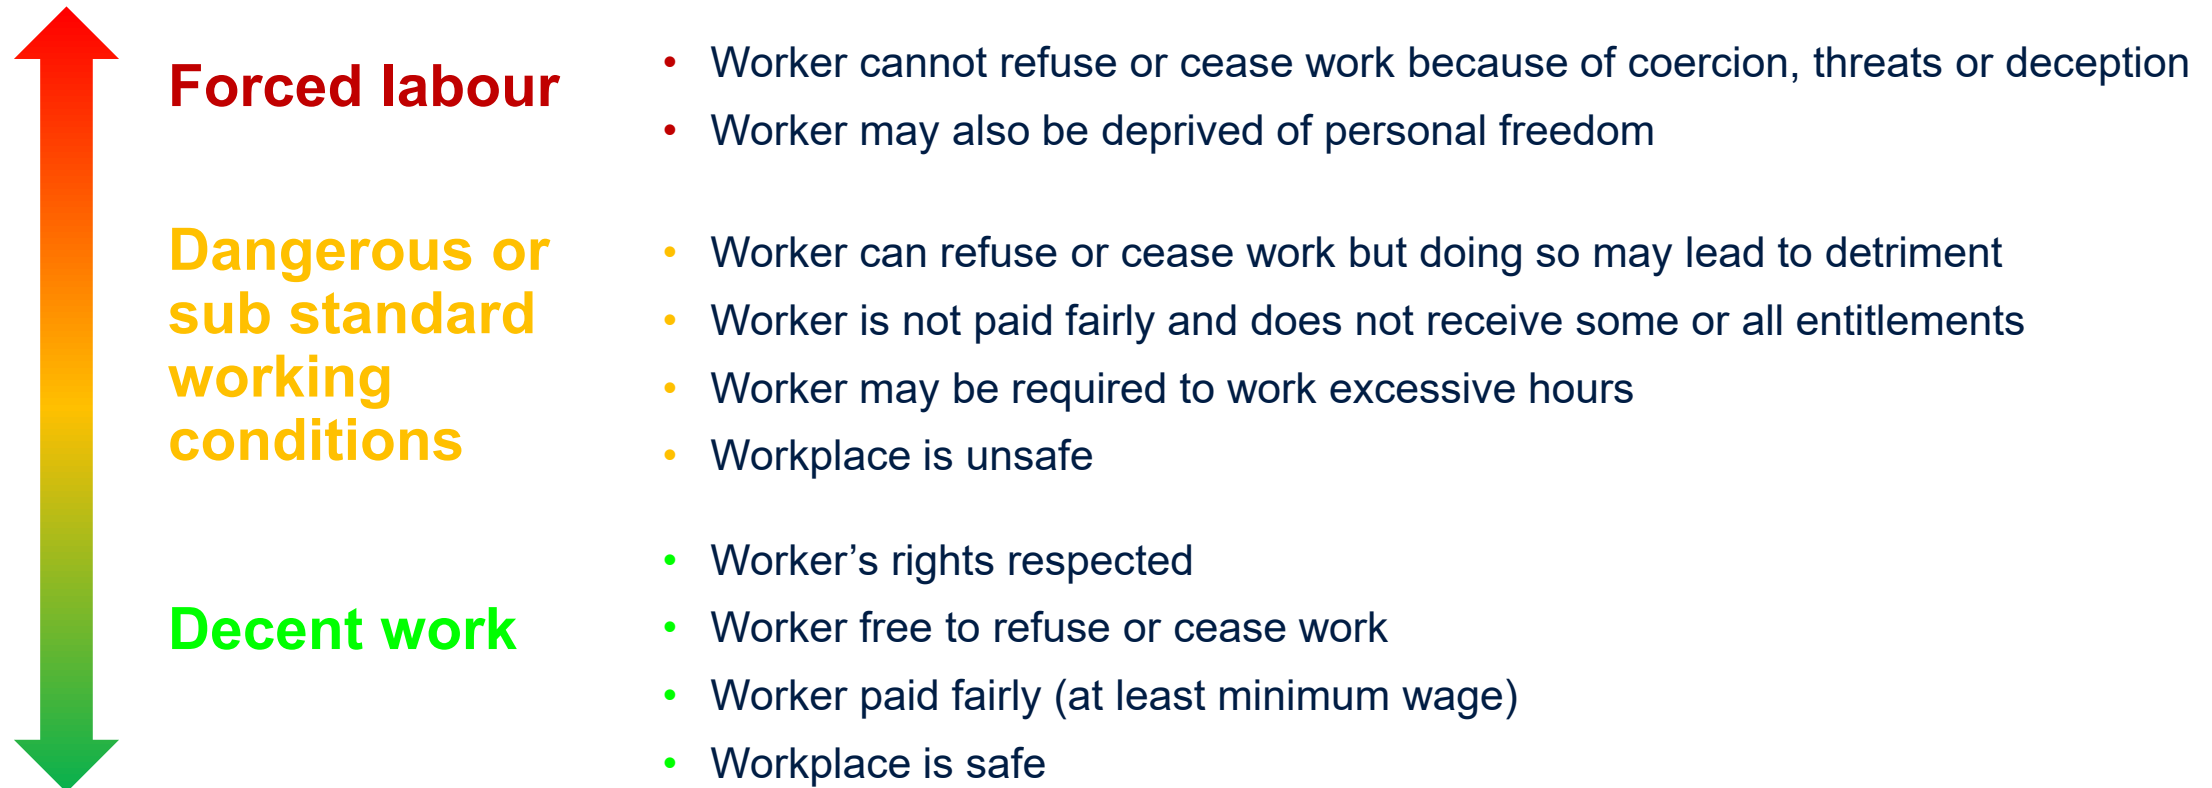 Forced labour
• Worker cannot refuse or cease work because of coercion, threats or deception
• Worker may also be deprived of personal freedom
Dangerous or
sub standard
working
conditions
• Worker can refuse or cease work but doing so may lead to detriment
• Worker is not paid fairly and does not receive some or all entitlements
• Worker may be required to work excessive hours
• Workplace is unsafe
Decent work
• Worker’s rights respected
• Worker free to refuse or cease work
• Worker paid fairly (at least minimum wage)
• Workplace is safe